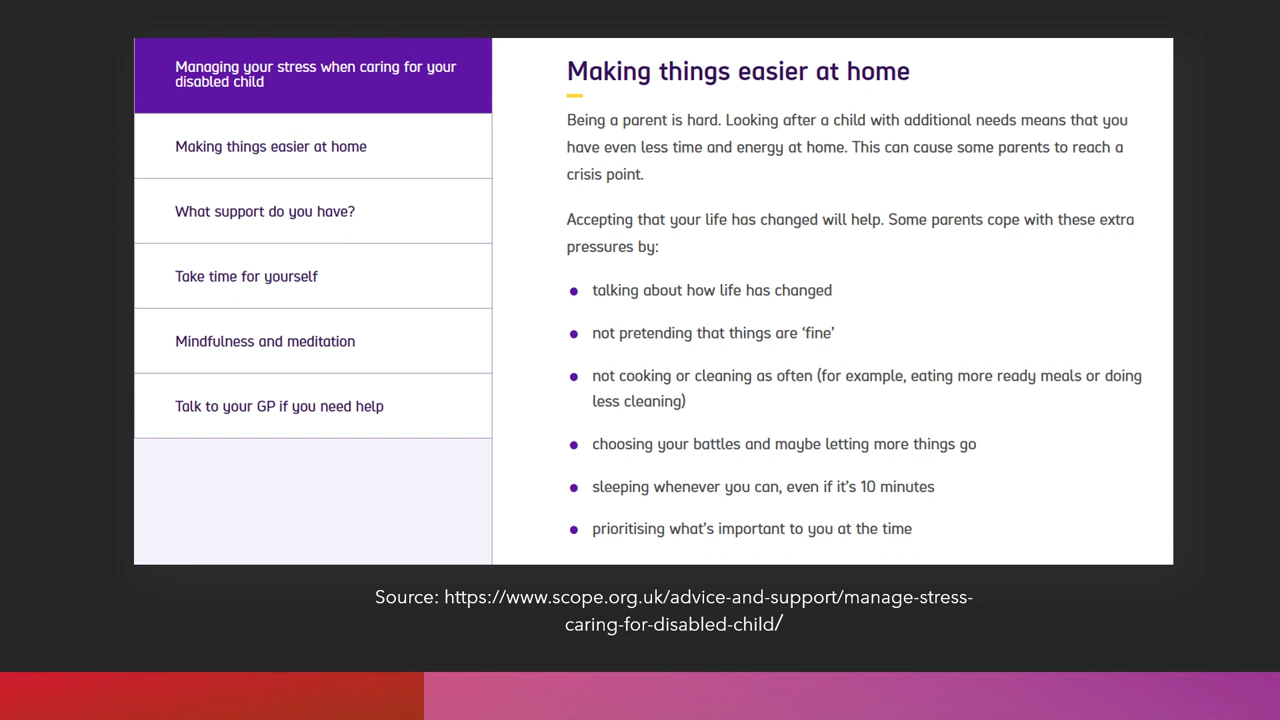 Managing your stress when caring for your
disabled child
Making things easier at home
What support do you have?
Take time for yourself
Mindfulness and meditation
Talk to your GP if you need help
Making things easier at home
Being a parent is hard. Looking after a child with additional needs means that you
have even less time and energy at home. This can cause some parents to reach a
crisis point.
Accepting that your life has changed will help. Some parents cope with these extra
pressures by:
talking about how life has changed
not pretending that things are ‘fine’
not cooking or cleaning as often (for example, eating more ready meals or doing
less cleaning)
choosing your battles and maybe letting more things go
sleeping whenever you can, even if it’s 10 minutes
prioritising what’s important to you at the time
Source: https://www.scope.org.uk/advice-and-support/manage-stress-
caring-for-disabled-child/